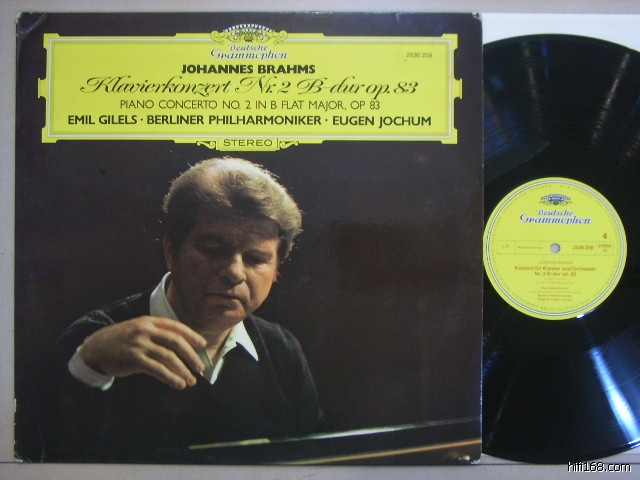 Deutsche
Grammophon
2530 259
JOHANNES BRAHMS
Klavierkonzert Nr. 2 B-dur op. 83
PIANO CONCERTO NO. 2 IN B FLAT MAJOR, OP 83
EMIL GILELS · BERLINER PHILHARMONIKER · EUGEN JOCHUM
STEREO
Deutsche
Grammophon
4
2530 259
STEREO
Konzert für Klavier und Orchester
Nr. 2 B-dur op. 83
hifi168.com